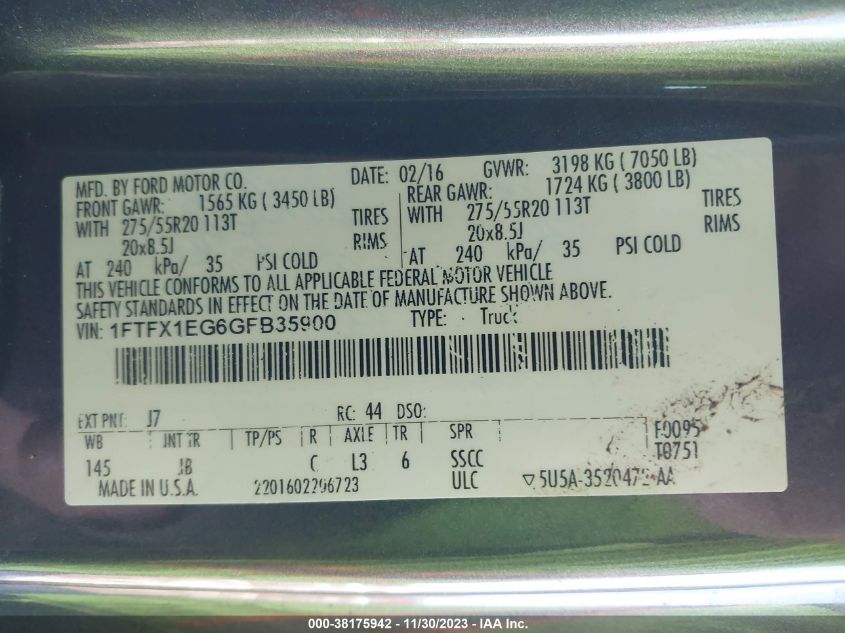 MFD. BY FORD MOTOR CO. DATE: 02/16 GVWR: 3198 KG ( 7050 LB)
FRONT GAWR: 1565 KG ( 3450 LB) REAR GAWR: 1724 KG ( 3800 LB)
WITH 275/55R20 113T TIRES WITH 275/55R20 113T TIRES
20x8.5J RIMS 20x8.5J RIMS
AT 240 kPa/ 35 PSI COLD AT 240 kPa/ 35 PSI COLD
THIS VEHICLE CONFORMS TO ALL APPLICABLE FEDERAL MOTOR VEHICLE
SAFETY STANDARDS IN EFFECT ON THE DATE OF MANUFACTURE SHOWN ABOVE.
VIN: 1FTFX1EG6GFB35900 TYPE: Truck
EXT PNT: J7 RC: 44 DSO:
WB INT TR TP/PS R AXLE TR SPR F0095
145 JB C L3 6 SSCC T0751
MADE IN U.S.A. 2201602206723 ULC ▽5U5A-3520472-AA
000-38175942 - 11/30/2023 - IAA Inc.